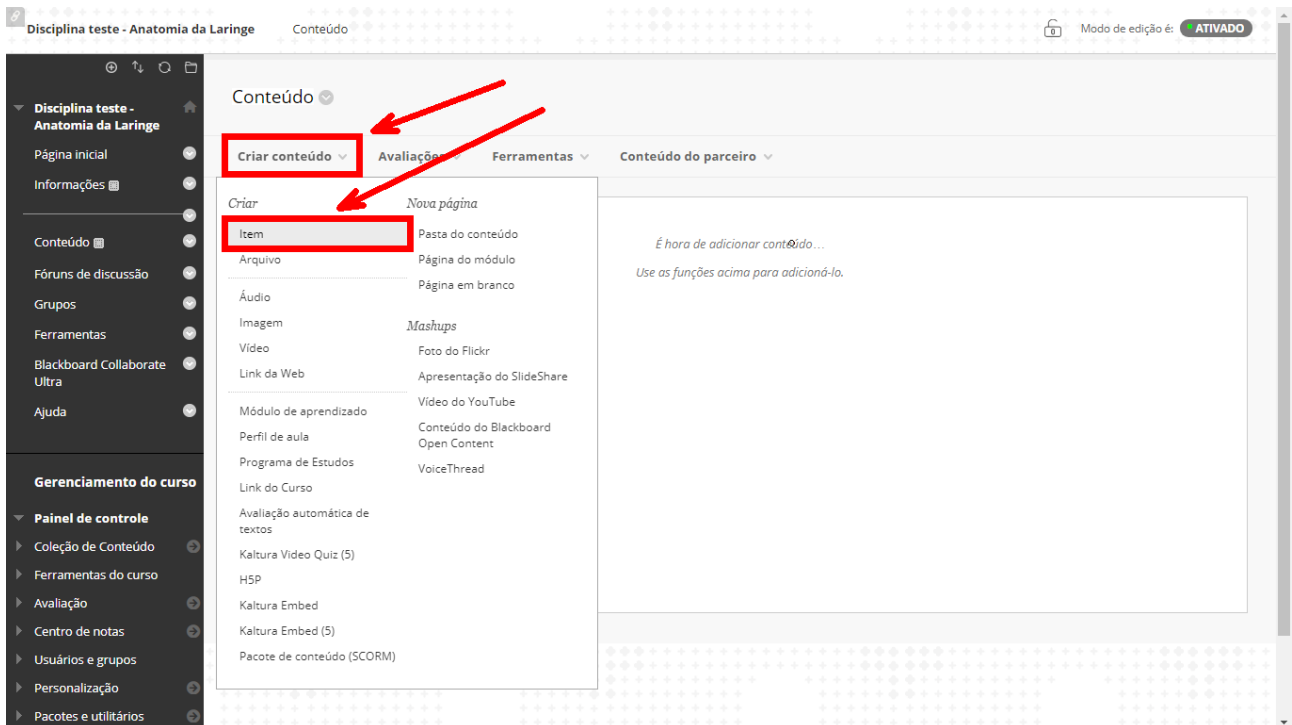 Disciplina teste - Anatomia da Laringe
Conteúdo
0
Modo de edição é:
ATIVADO
Disciplina teste -
Anatomia da Laringe
Página inicial
Informações
Conteúdo
Fóruns de discussão
Grupos
Ferramentas
Blackboard Collaborate
Ultra
Ajuda
Gerenciamento do curso
Painel de controle
Coleção de Conteúdo
Ferramentas do curso
Avaliação
Centro de notas
Usuários e grupos
Personalização
Pacotes e utilitários
Conteúdo
Criar conteúdo
Avaliações
Ferramentas
Conteúdo do parceiro
Criar
Item
Arquivo
Áudio
Imagem
Vídeo
Link da Web
Módulo de aprendizado
Perfil de aula
Programa de Estudos
Link do Curso
Avaliação automática de
textos
Kaltura Video Quiz (5)
H5P
Kaltura Embed
Kaltura Embed (5)
Pacote de conteúdo (SCORM)
Nova página
Pasta do conteúdo
Página do módulo
Página em branco
Mashups
Foto do Flickr
Apresentação do SlideShare
Vídeo do YouTube
Conteúdo do Blackboard
Open Content
VoiceThread
É hora de adicionar conteúdo...
Use as funções acima para adicioná-lo.